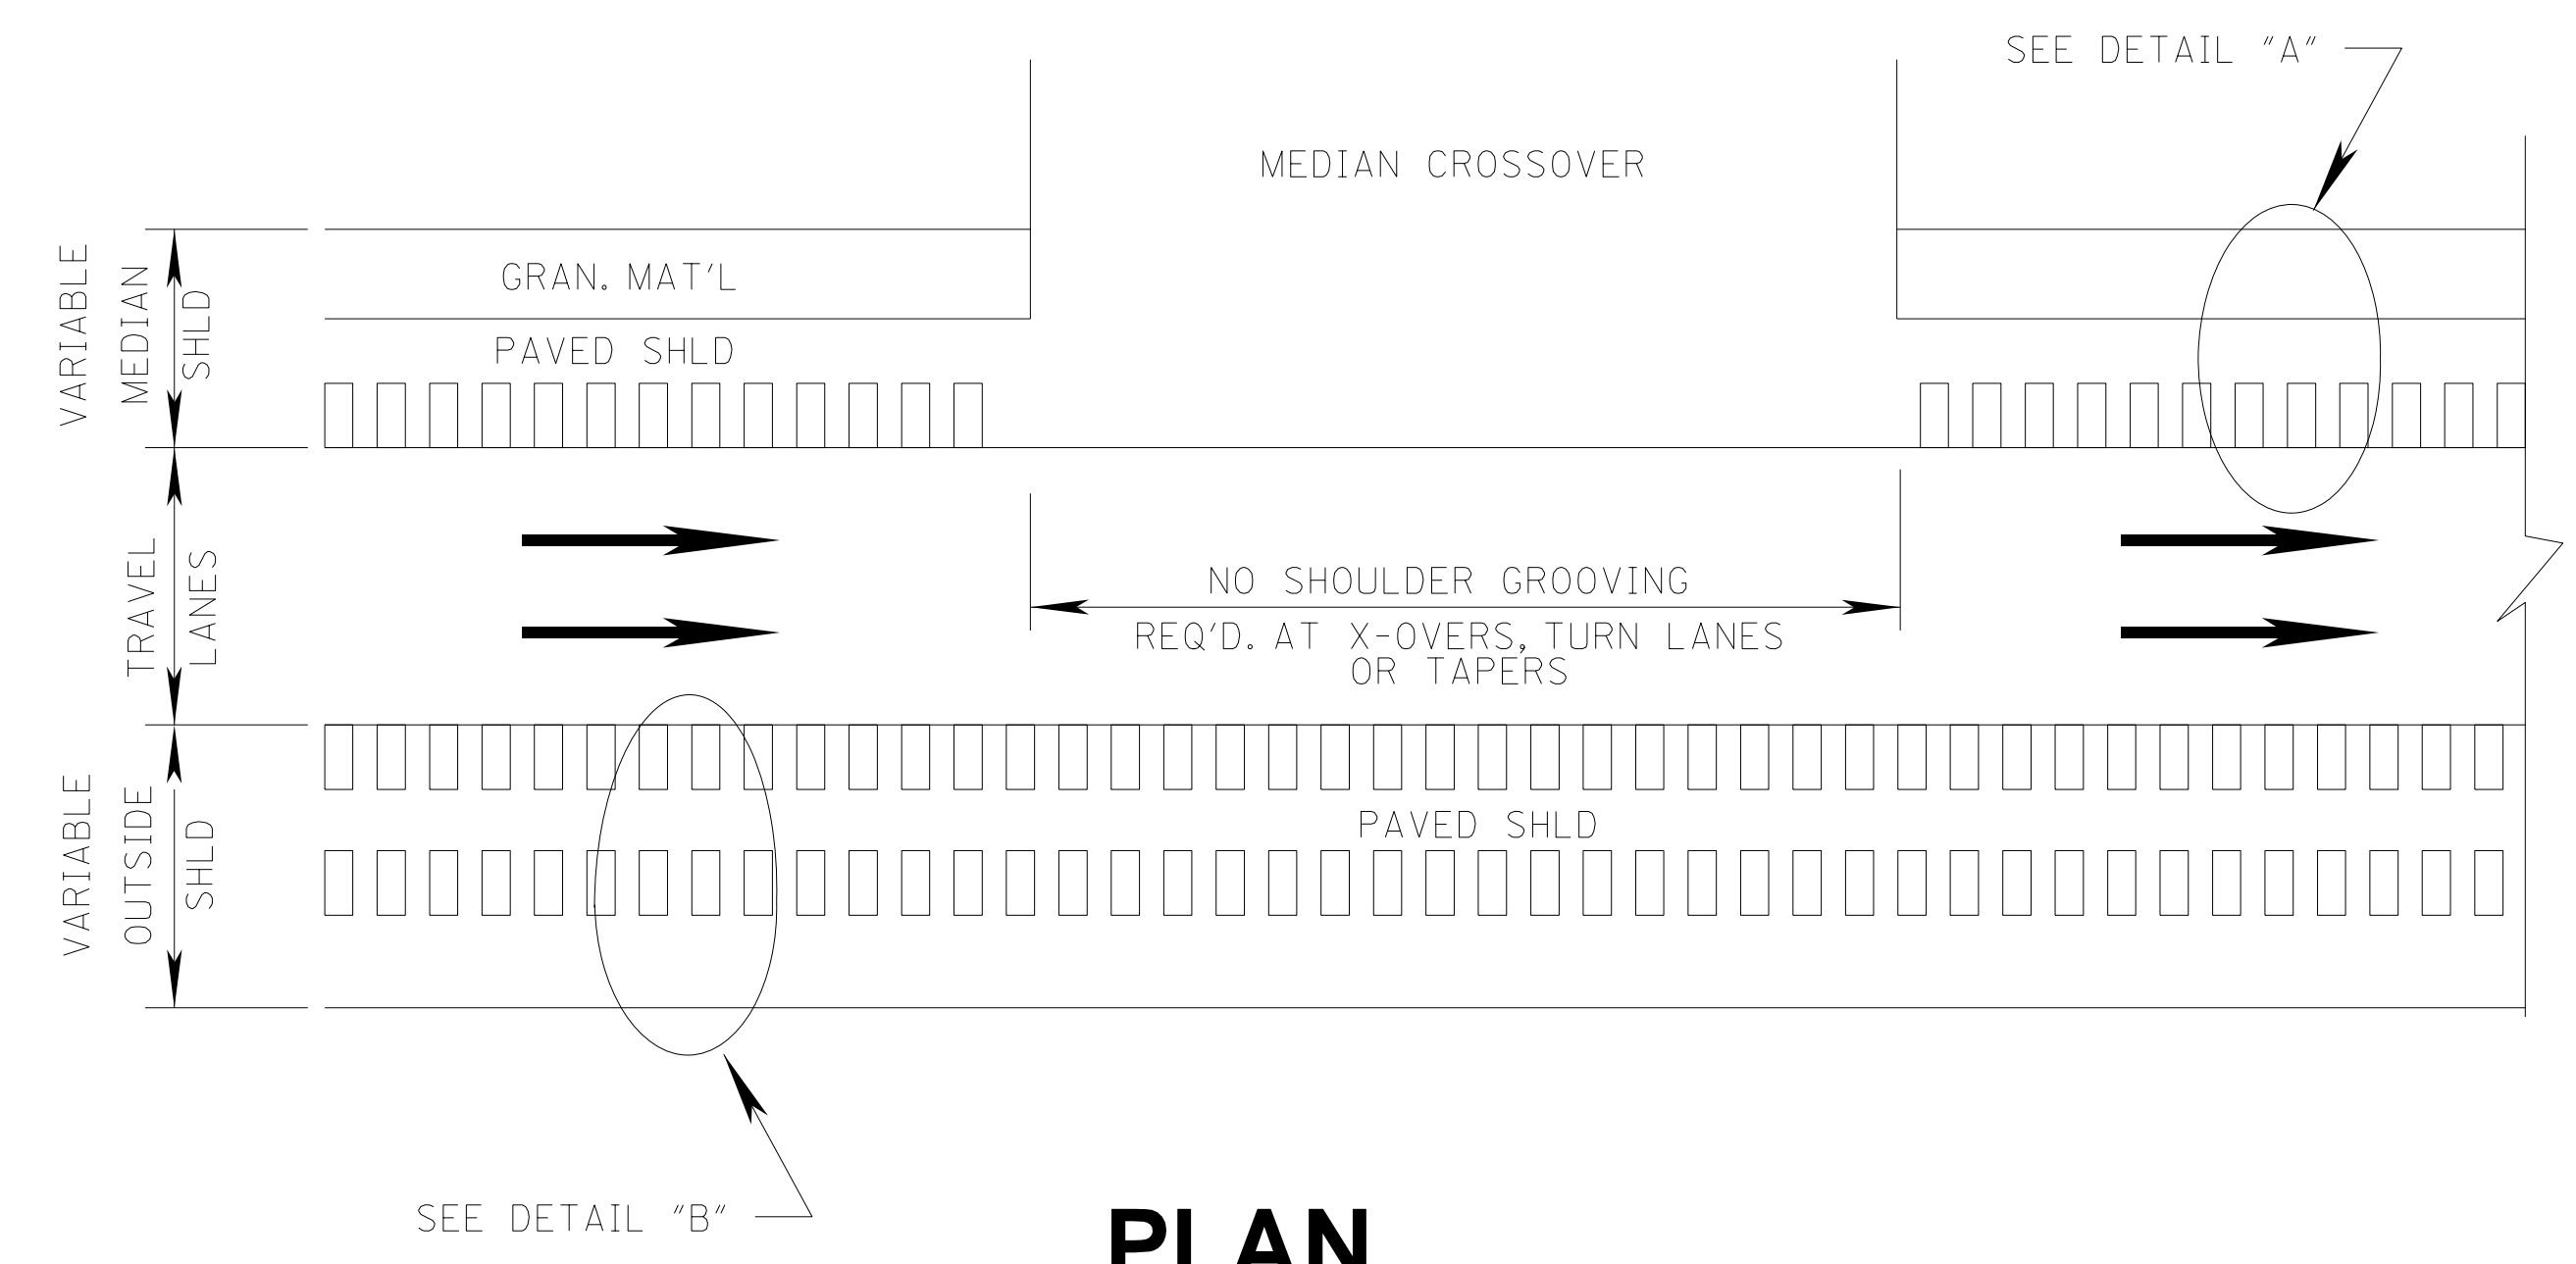 SEE DETAIL "A"
MEDIAN CROSSOVER
VARIABLE
MEDIAN
SHLD
GRAN. MAT'L
PAVED SHLD
TRAVEL
LANES
NO SHOULDER GROOVING
REQ'D. AT X-OVERS, TURN LANES
OR TAPERS
VARIABLE
OUTSIDE
SHLD
PAVED SHLD
SEE DETAIL "B"
PLAN